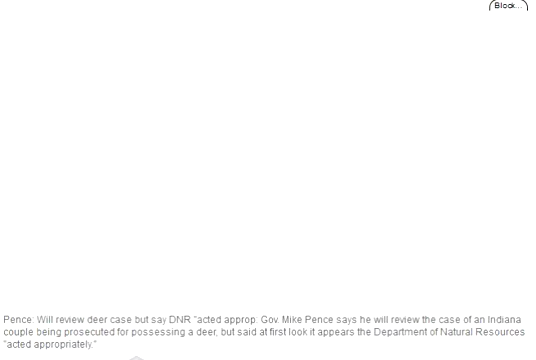 Block...
Pence: Will review deer case but say DNR "acted approp. Gov. Mike Pence says he will review the case of an Indiana
couple being prosecuted for possessing a deer, but said at first look it appears the Department of Natural Resources
"acted appropriately."